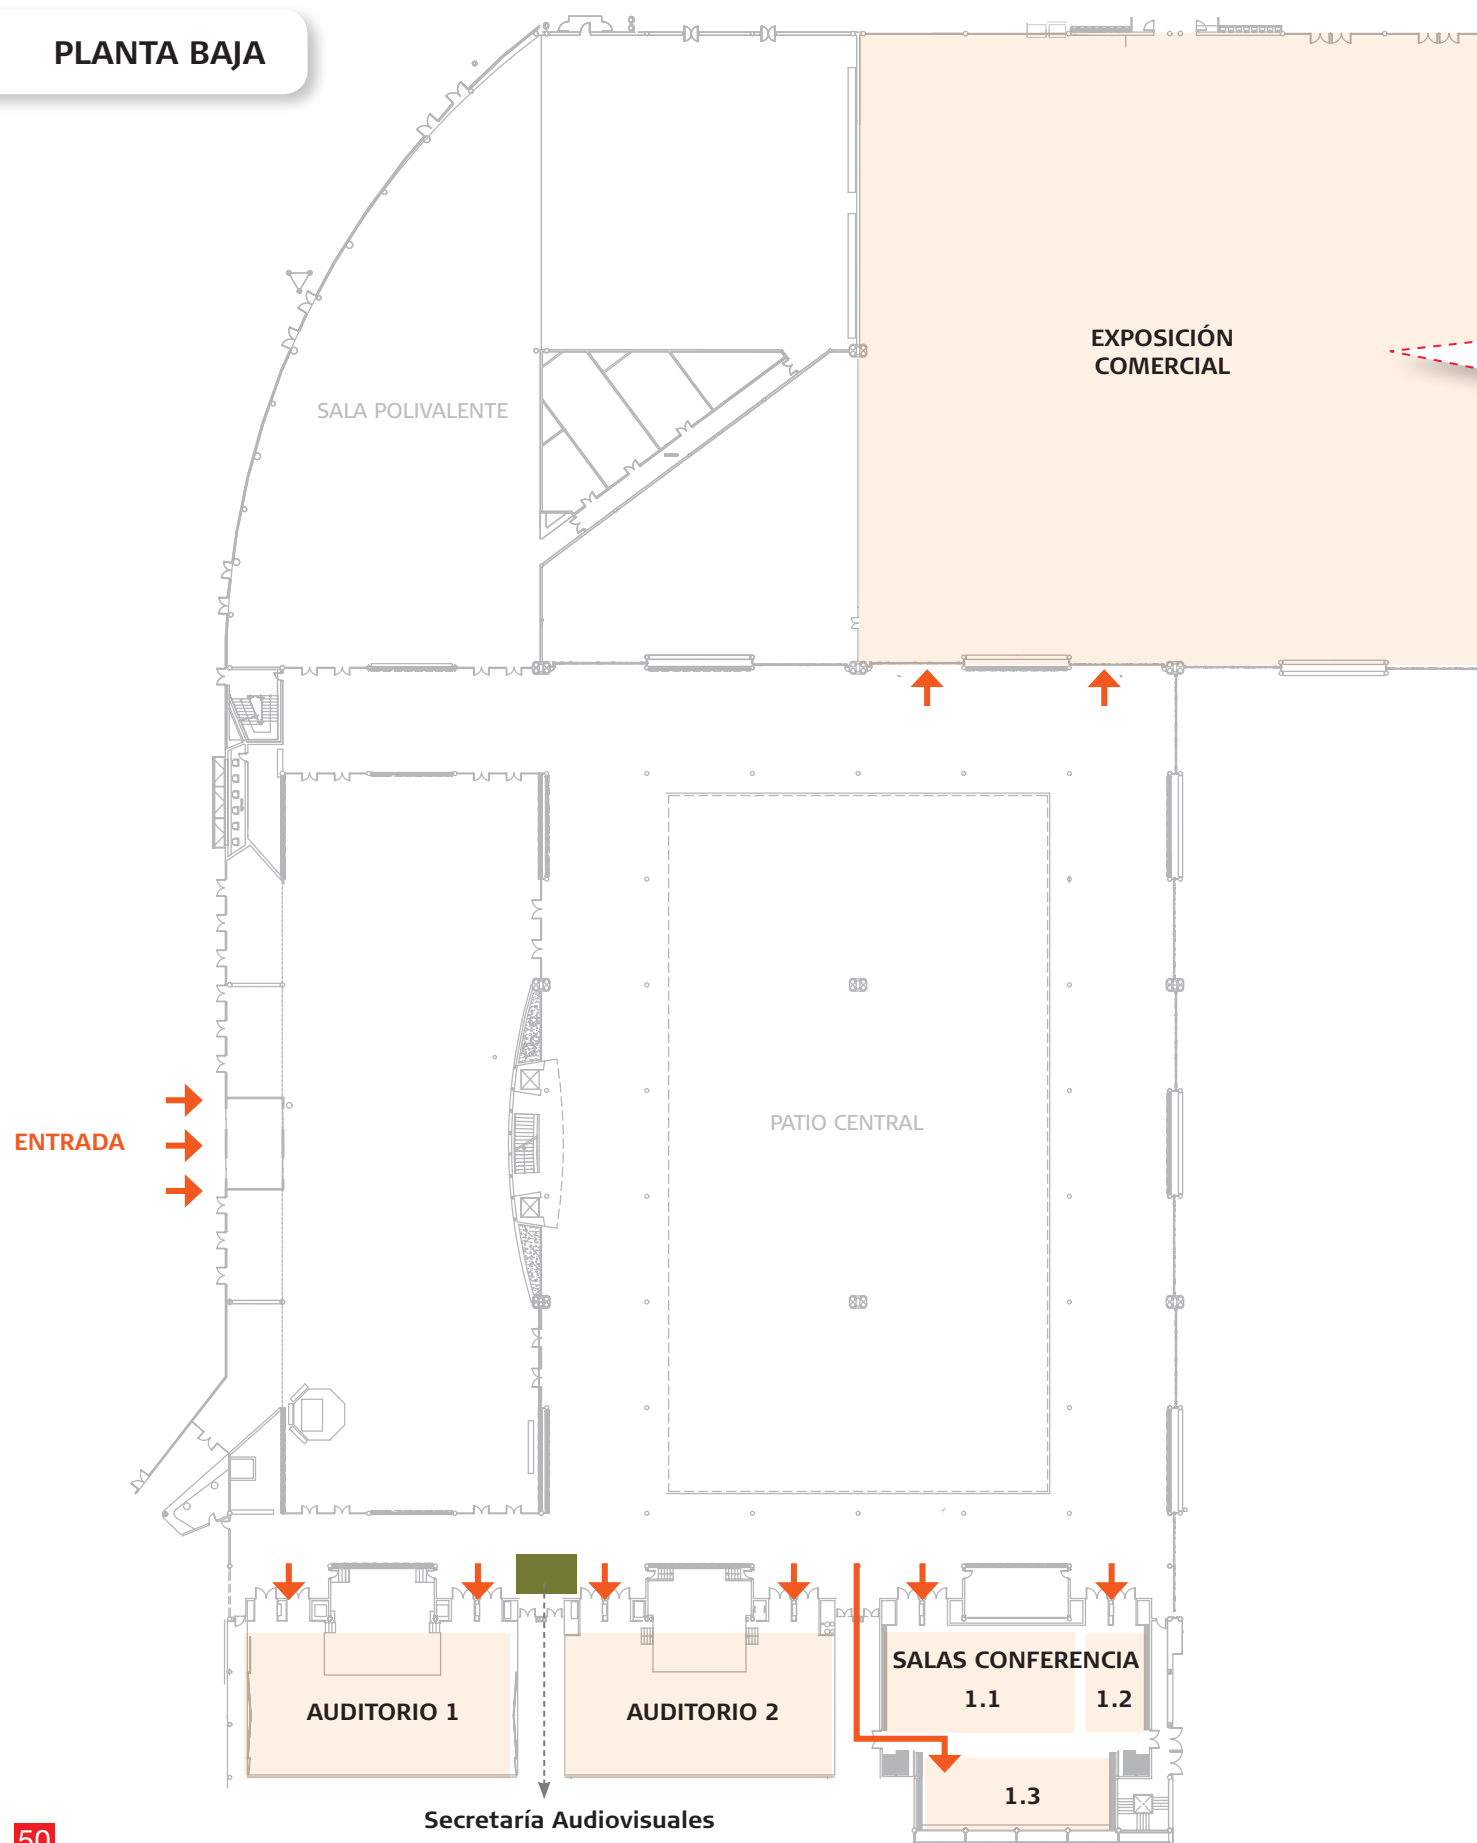 PLANTA BAJA
EXPOSICIÓN
COMERCIAL
SALA POLIVALENTE
ENTRADA
PATIO CENTRAL
SALAS CONFERENCIA
1.1
1.2
AUDITORIO 1
AUDITORIO 2
1.3
Secretaría Audiovisuales
50